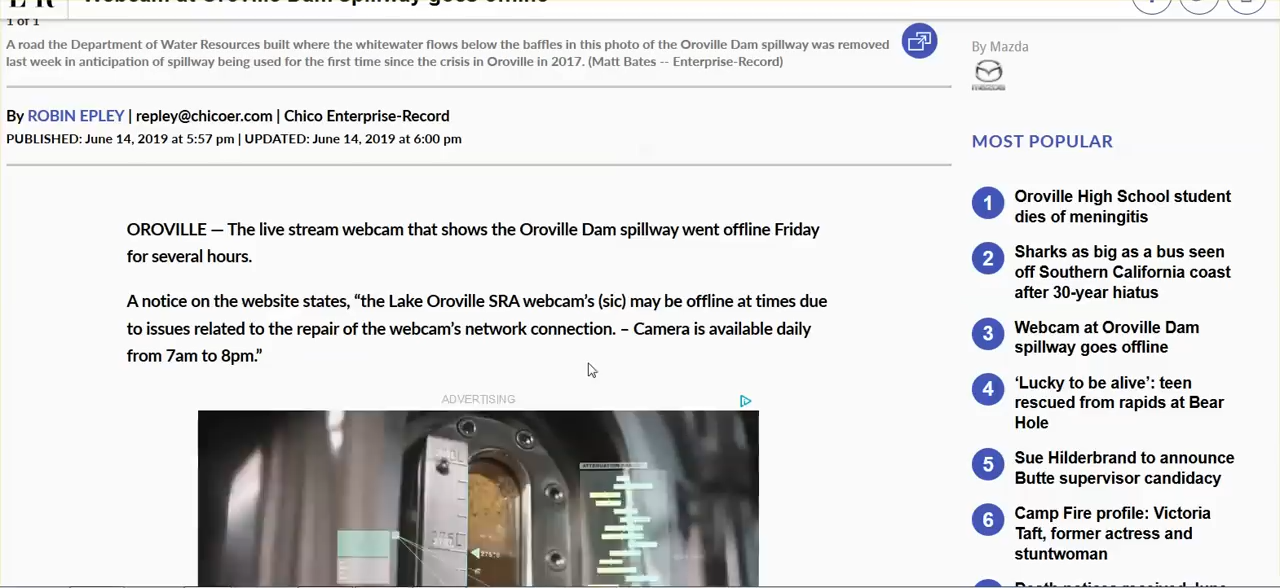 Webcam at Oroville Dam spillway goes offline
1 of 1
A road the Department of Water Resources built where the whitewater flows below the baffles in this photo of the Oroville Dam spillway was removed
last week in anticipation of spillway being used for the first time since the crisis in Oroville in 2017. (Matt Bates -- Enterprise-Record)
By ROBIN EPLEY | repley@chicoer.com | Chico Enterprise-Record
PUBLISHED: June 14, 2019 at 5:57 pm | UPDATED: June 14, 2019 at 6:00 pm
OROVILLE — The live stream webcam that shows the Oroville Dam spillway went offline Friday
for several hours.
A notice on the website states, “the Lake Oroville SRA webcam’s (sic) may be offline at times due
to issues related to the repair of the webcam’s network connection. – Camera is available daily
from 7am to 8pm.”
ADVERTISING
By Mazda
mazda
MOST POPULAR
1 Oroville High School student
dies of meningitis
2 Sharks as big as a bus seen
off Southern California coast
after 30-year hiatus
3 Webcam at Oroville Dam
spillway goes offline
4 ‘Lucky to be alive’: teen
rescued from rapids at Bear
Hole
5 Sue Hilderbrand to announce
Butte supervisor candidacy
6 Camp Fire profile: Victoria
Taft, former actress and
stuntwoman